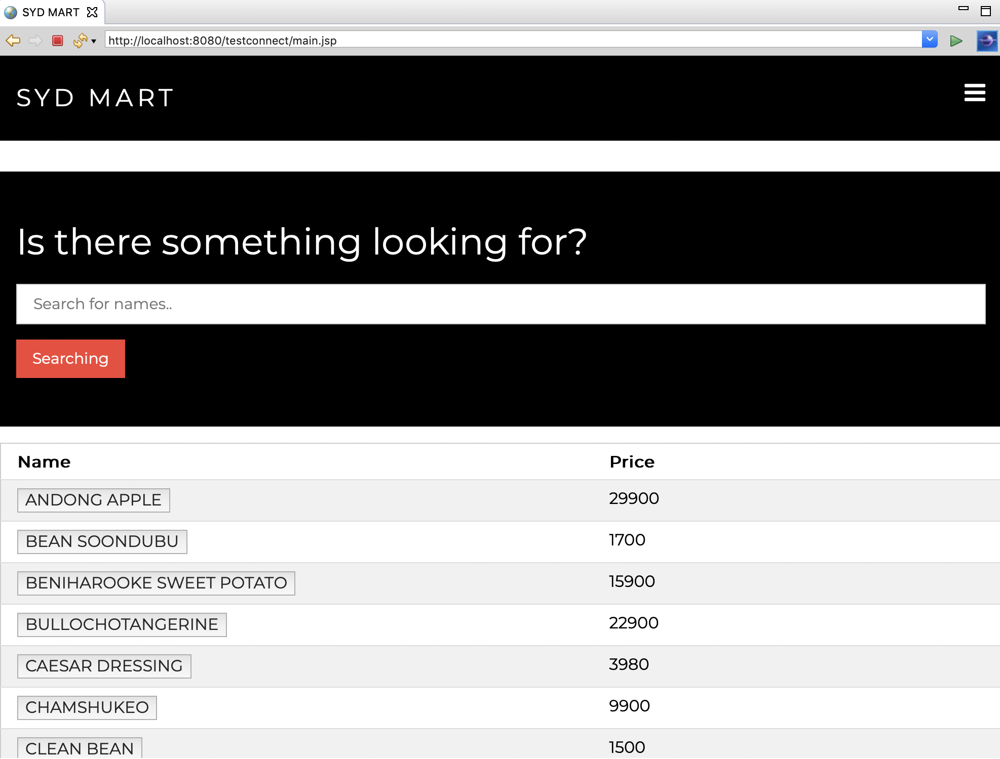 SYD MART
http://localhost:8080/testconnect/main.jsp
SYD MART
Is there something looking for?
Search for names..
Searching
Name Price
ANDONG APPLE 29900
BEAN SOONDUBU 1700
BENIHAROOKE SWEET POTATO 15900
BULLOCHOTANGERINE 22900
CAESAR DRESSING 3980
CHAMSHUKEO 9900
CLEAN BEAN 1500